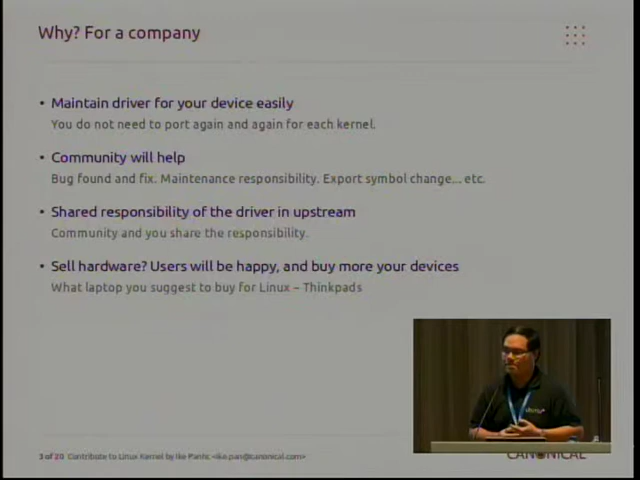 Why? For a company
• Maintain driver for your device easily
You do not need to port again and again for each kernel.
• Community will help
Bug found and fix. Maintenance responsibility. Export symbol change... etc.
• Shared responsibility of the driver in upstream
Community and you share the responsibility.
• Sell hardware? Users will be happy, and buy more your devices
What laptop you suggest to buy for Linux – Thinkpads
3 of 20 Contribute to Linux Kernel by Ike Panhc <ike.pan@canonical.com>
CANONICAL